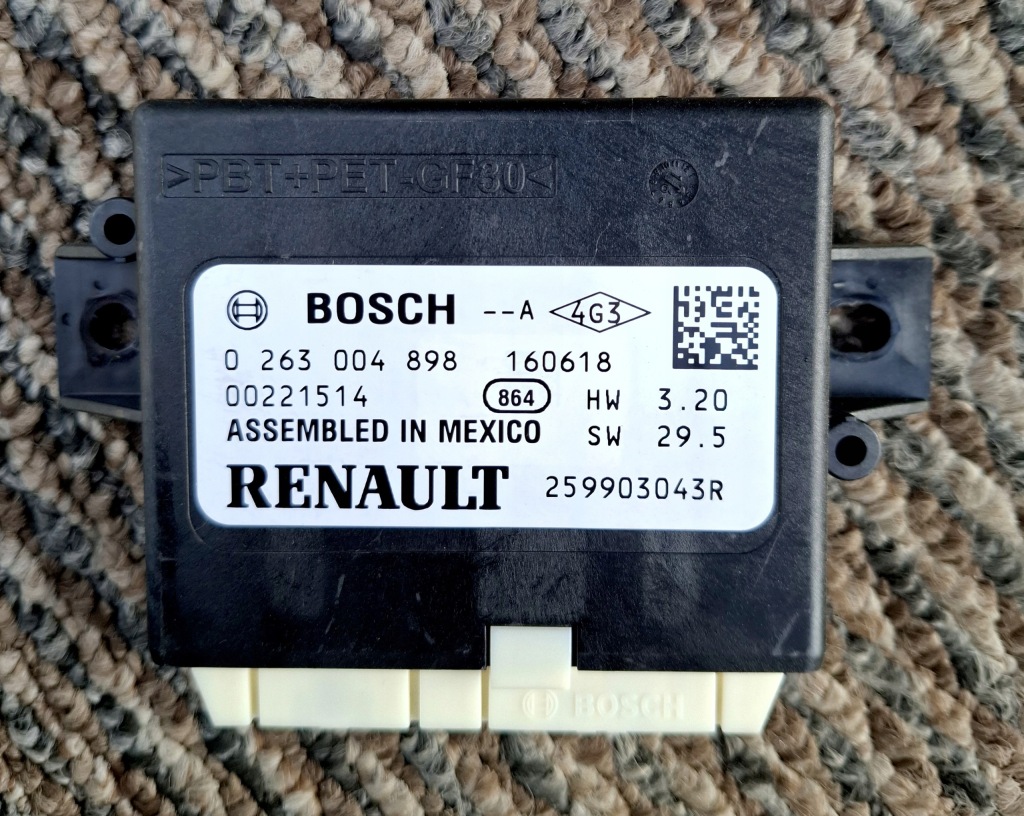 >PBT+PET-GF30<
BOSCH --A 4G3
0 263 004 898 160618
00221514 864 HW 3.20
ASSEMBLED IN MEXICO SW 29.5
RENAULT 259903043R
BOSCH